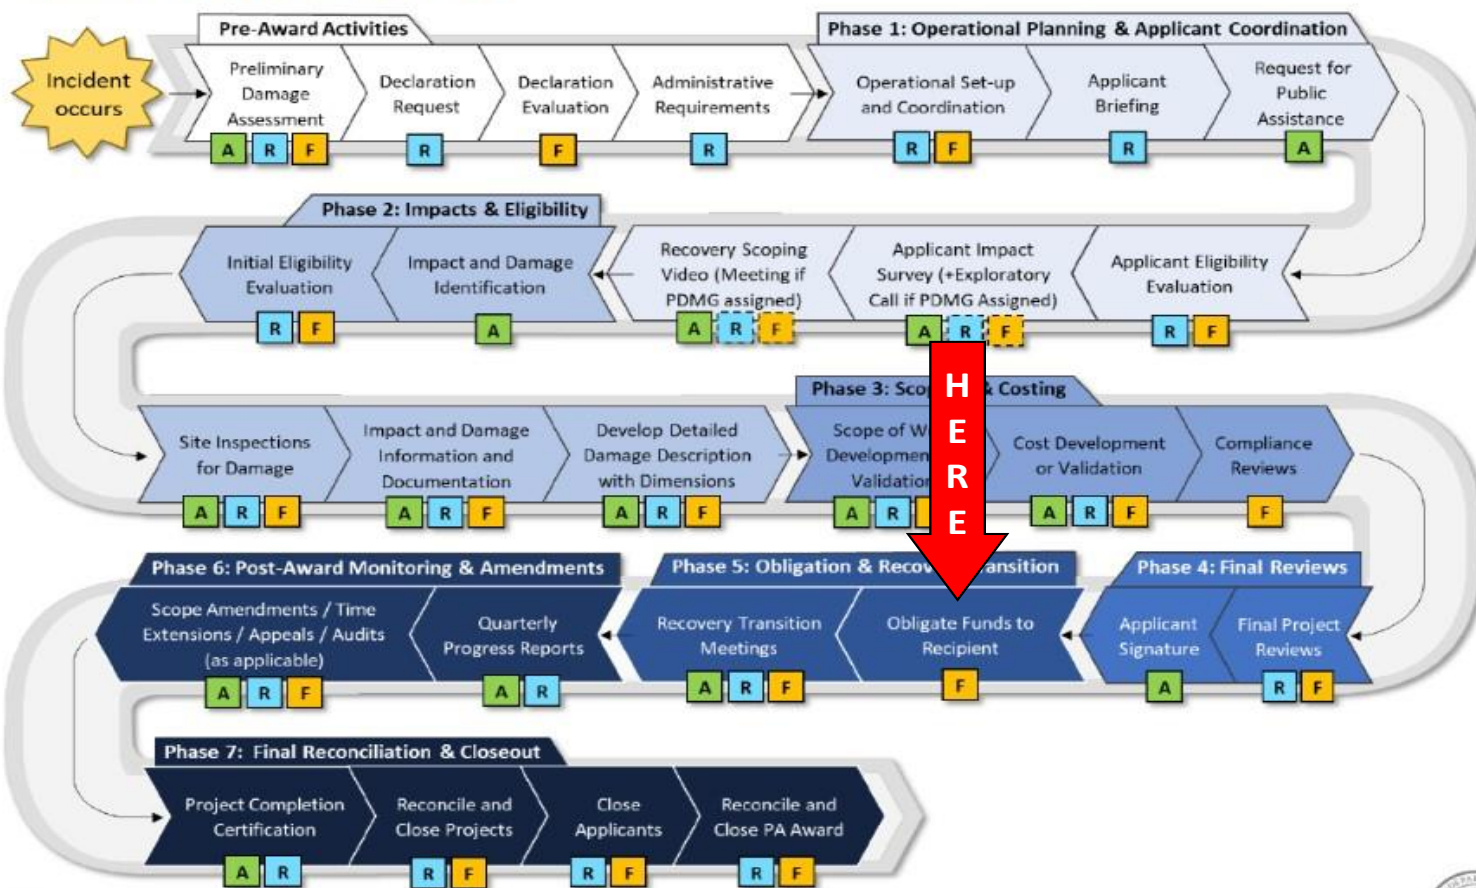 Incident
occurs
Pre-Award Activities
Preliminary
Damage
Assessment
A R F
Declaration
Request
R
Declaration
Evaluation
F
Administrative
Requirements
R
Phase 1: Operational Planning & Applicant Coordination
Operational Set-up
and Coordination
R F
Applicant
Briefing
R
Request for
Public
Assistance
A
Applicant Eligibility
Evaluation
R F
Applicant Impact
Survey (+Exploratory
Call if PDMG Assigned)
A R F
Recovery Scoping
Video (Meeting if
PDMG assigned)
A R F
Phase 2: Impacts & Eligibility
Impact and Damage
Identification
A
Initial Eligibility
Evaluation
R F
Site Inspections
for Damage
A R F
Impact and Damage
Information and
Documentation
A R F
Develop Detailed
Damage Description
with Dimensions
A R F
Phase 3: & Costing
Scope of
Development
Validation
A R
HERE
Cost Development
or Validation
A R F
Compliance
Reviews
F
Phase 4: Final Reviews
Final Project
Reviews
R F
Applicant
Signature
A
Phase 5: Obligation &
Obligate Funds to
Recipient
F
Recovery Transition
Meetings
A R F
Phase 6: Post-Award Monitoring & Amendments
Quarterly
Progress Reports
A R
Scope Amendments / Time
Extensions / Appeals / Audits
(as applicable)
A R F
Phase 7: Final Reconciliation & Closeout
Project Completion
Certification
A R
Reconcile and
Close Projects
R F
Close
Applicants
R F
Reconcile and
Close PA Award
R F